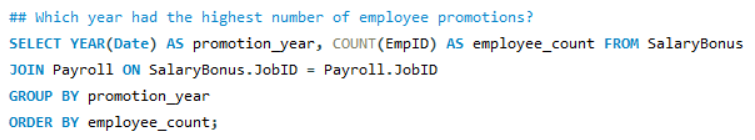 ## Which year had the highest number of employee promotions?
SELECT YEAR(Date) AS promotion_year, COUNT(EmpID) AS employee_count FROM SalaryBonus
JOIN Payroll ON SalaryBonus.JobID = Payroll.JobID
GROUP BY promotion_year
ORDER BY employee_count;